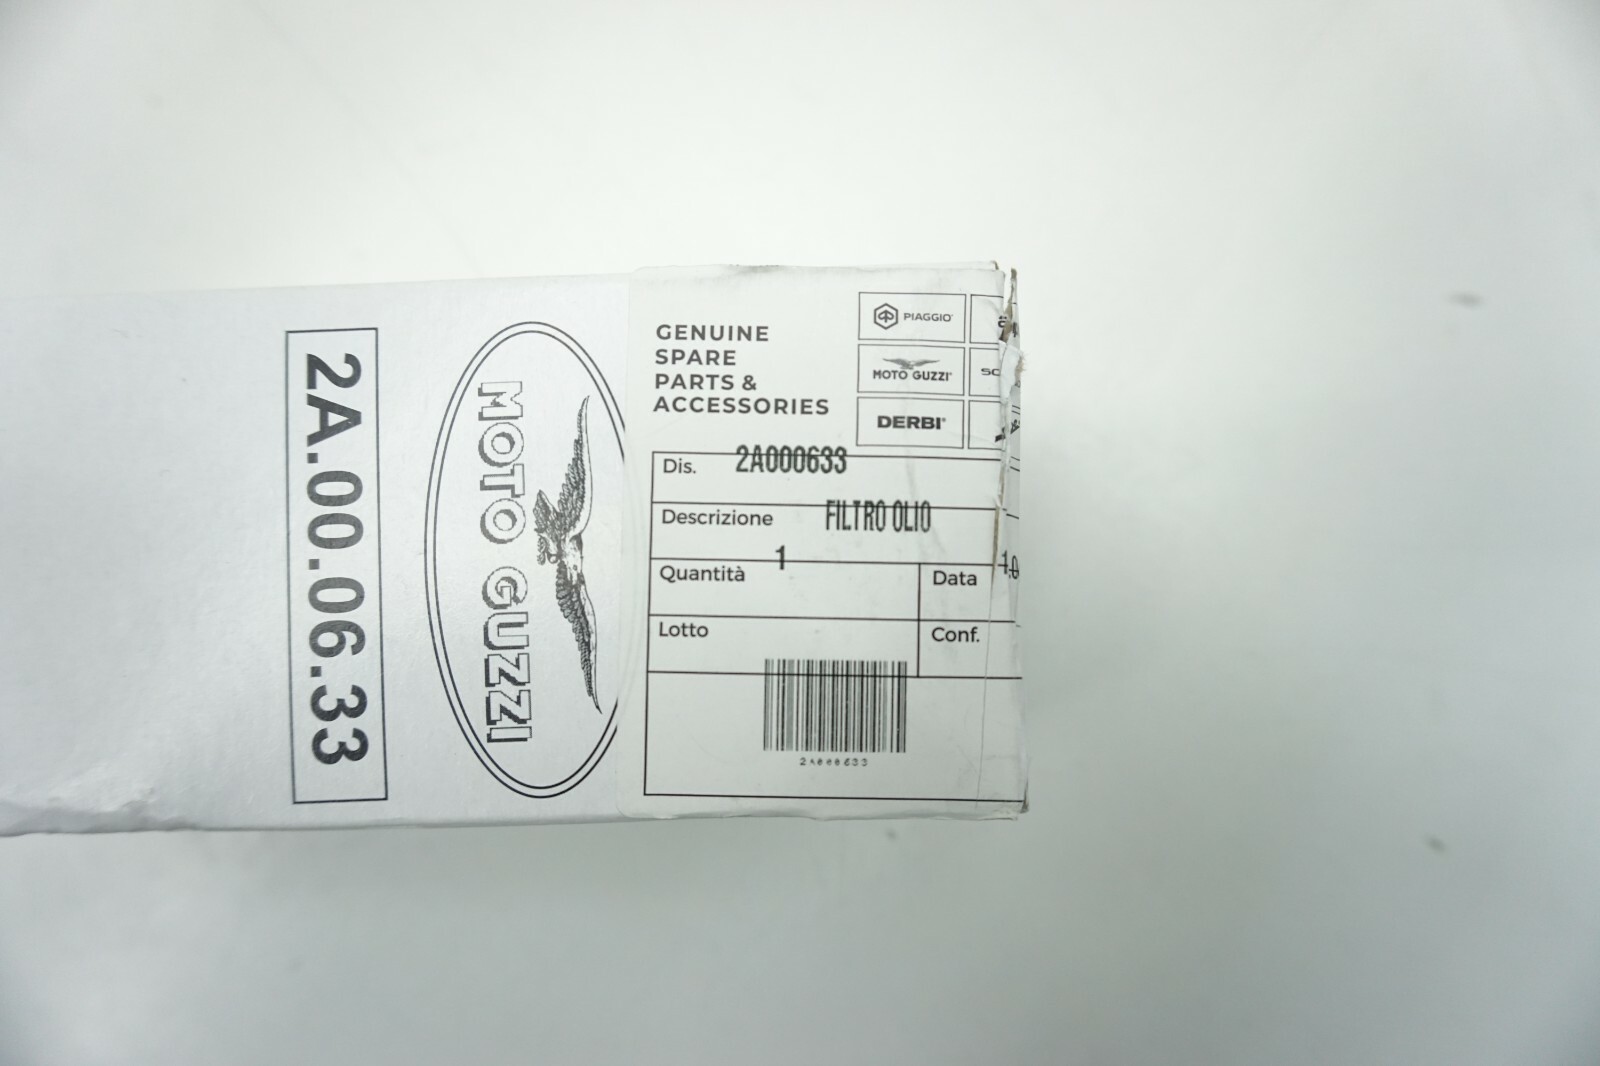 2A.00.06.33
MOTO GUZZI
GENUINE
SPARE
PARTS &
ACCESSORIES
PIAGGIO
MOTO GUZZI
DERBI
Dis. 2A000633
Descrizione FILTRO OLIO
Quantità 1
Data
Lotto
Conf.
2A000633